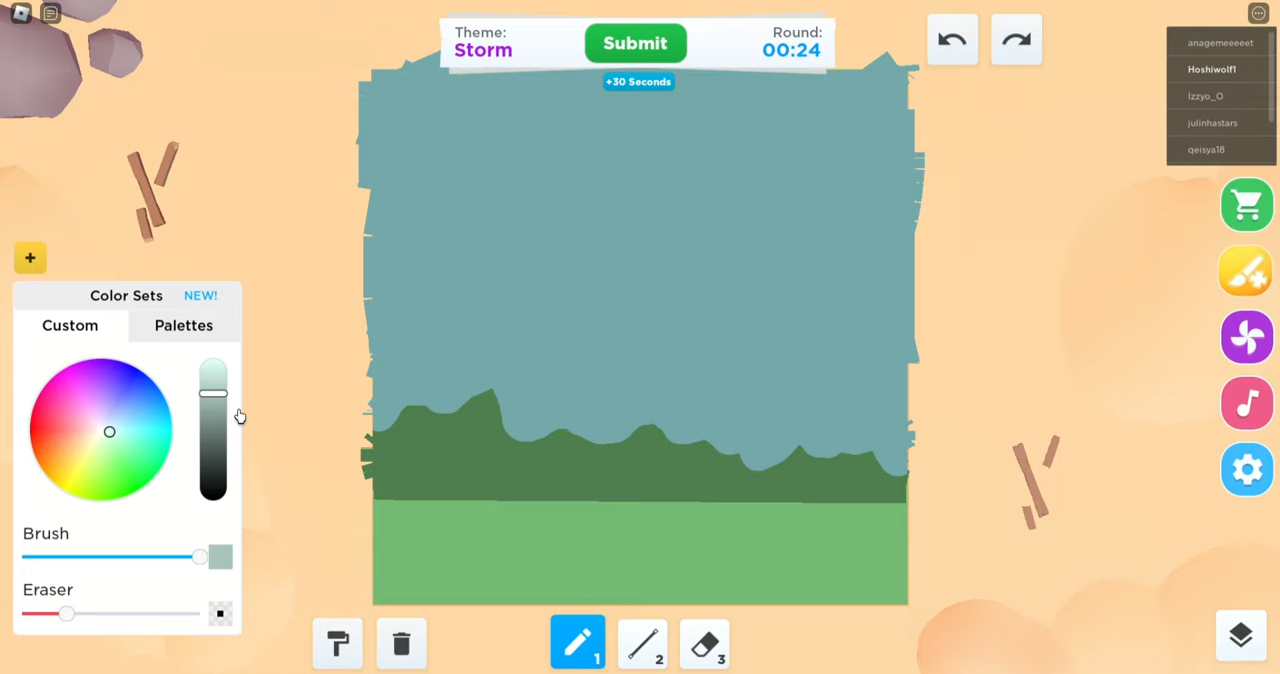 Theme:
Storm
Submit
Round:
00:24
+30 Seconds
anagemeeeeet
Hoshiwolf1
Izzyo_O
julinhastars
qeisya18
+
Color Sets NEW!
Custom
Palettes
Brush
Eraser
1
2
3